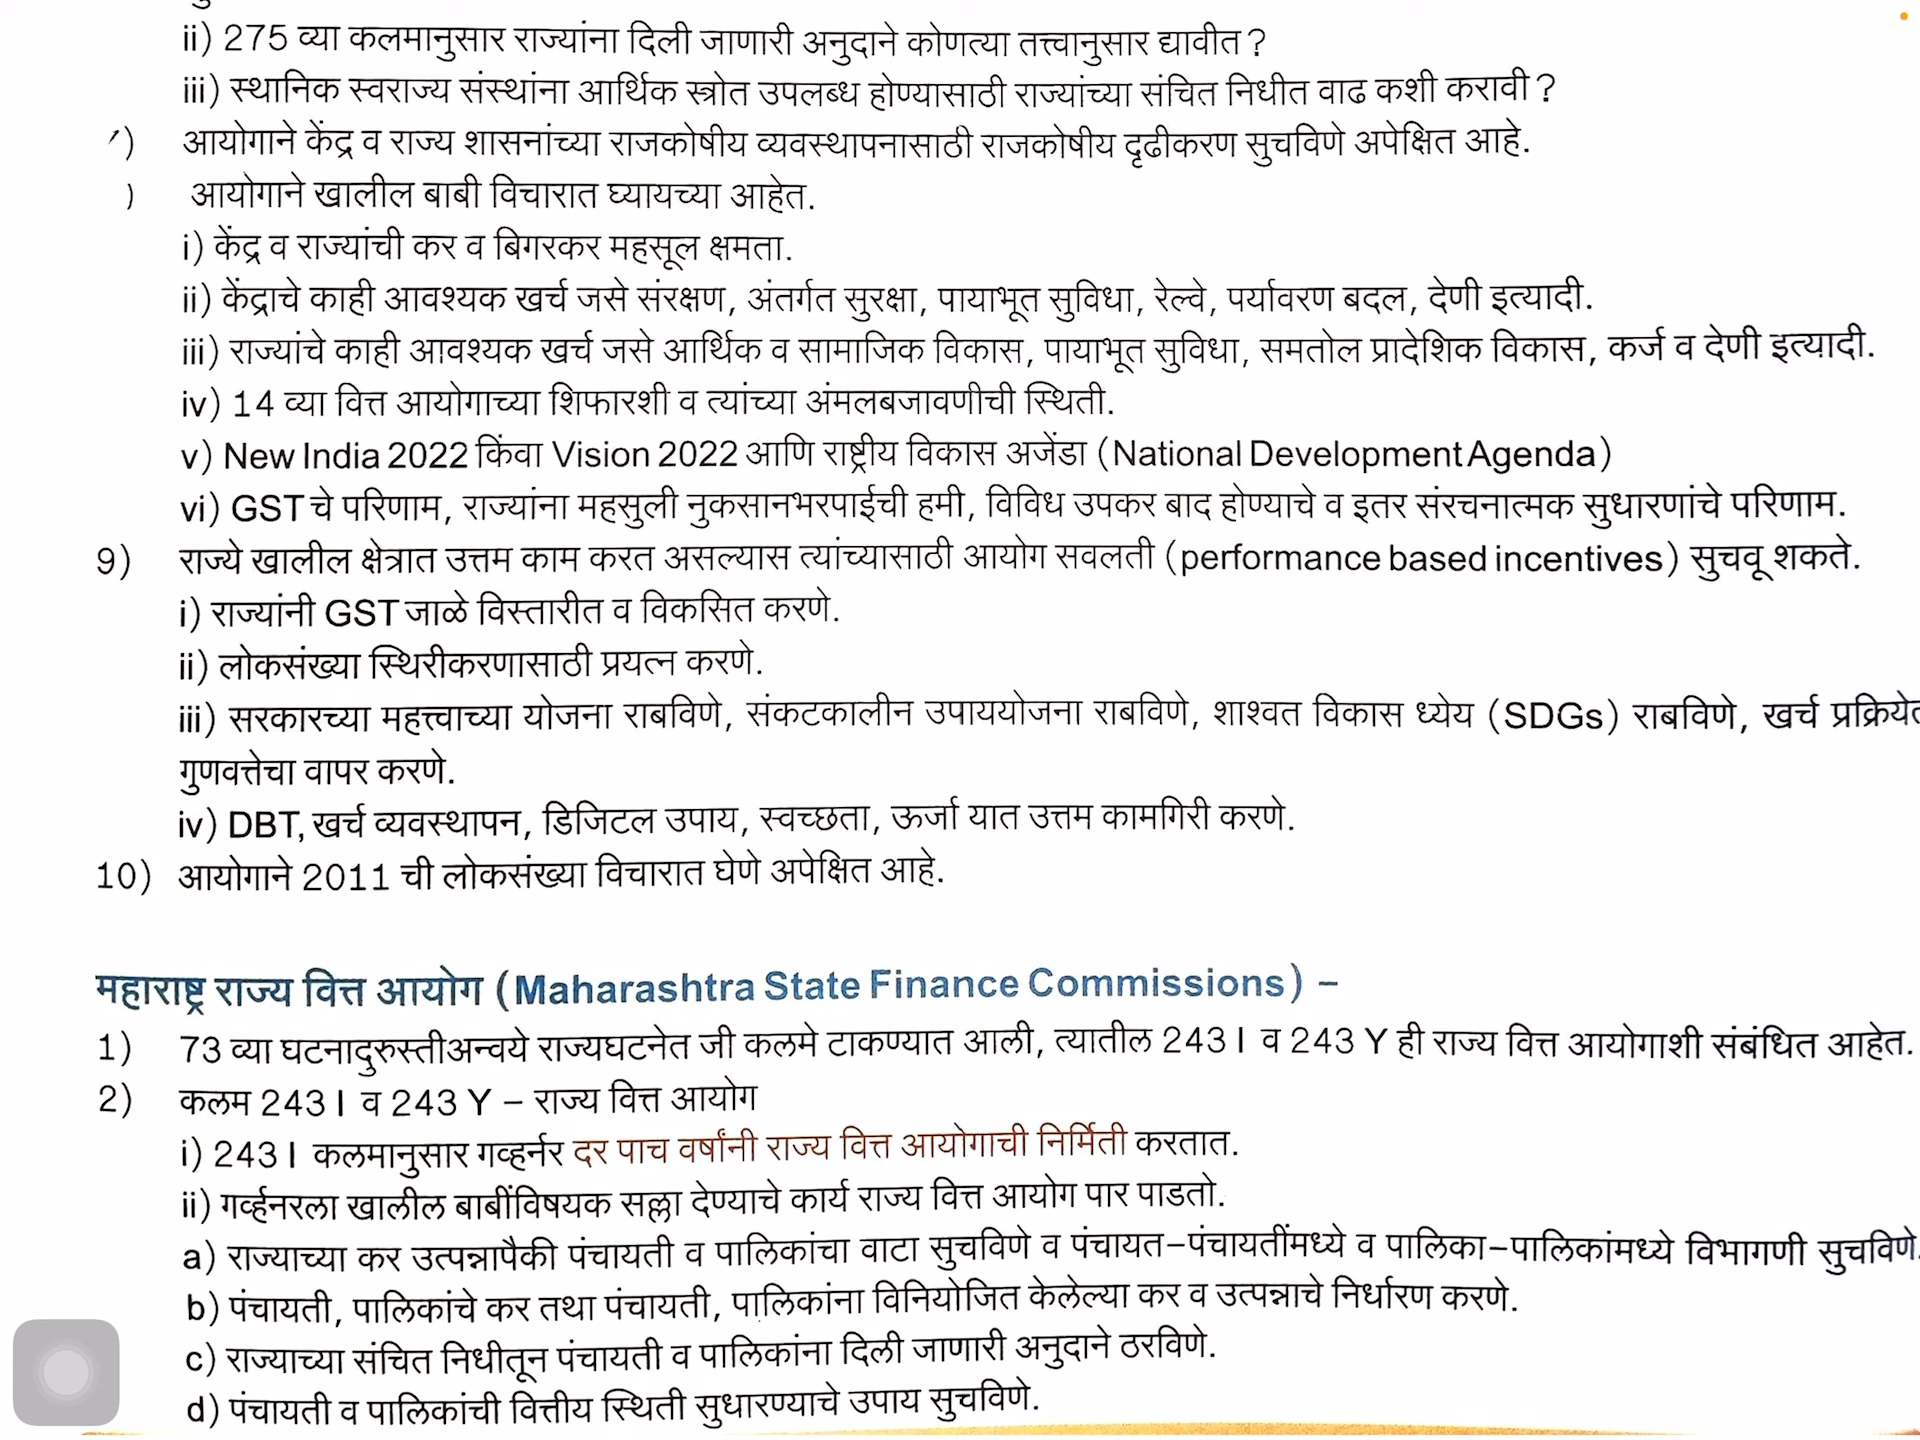 ii) 275 व्या कलमानुसार राज्यांना दिली जाणारी अनुदाने कोणत्या तत्त्वानुसार द्यावीत?
iii) स्थानिक स्वराज्य संस्थांना आर्थिक स्त्रोत उपलब्ध होण्यासाठी राज्यांच्या संचित निधीत वाढ कशी करावी?
) आयोगाने केंद्र व राज्य शासनांच्या राजकोषीय व्यवस्थापनासाठी राजकोषीय दृढीकरण सुचविणे अपेक्षित आहे.
) आयोगाने खालील बाबी विचारात घ्यायच्या आहेत.
i) केंद्र व राज्यांची कर व बिगरकर महसूल क्षमता.
ii) केंद्राचे काही आवश्यक खर्च जसे संरक्षण, अंतर्गत सुरक्षा, पायाभूत सुविधा, रेल्वे, पर्यावरण बदल, देणी इत्यादी.
iii) राज्यांचे काही आवश्यक खर्च जसे आर्थिक व सामाजिक विकास, पायाभूत सुविधा, समतोल प्रादेशिक विकास, कर्ज व देणी इत्यादी.
iv) 14 व्या वित्त आयोगाच्या शिफारशी व त्यांच्या अंमलबजावणीची स्थिती.
v) New India 2022 किंवा Vision 2022 आणि राष्ट्रीय विकास अजेंडा (National Development Agenda)
vi) GST चे परिणाम, राज्यांना महसुली नुकसानभरपाईची हमी, विविध उपकर बाद होण्याचे व इतर संरचनात्मक सुधारणांचे परिणाम.
9) राज्ये खालील क्षेत्रात उत्तम काम करत असल्यास त्यांच्यासाठी आयोग सवलती (performance based incentives) सुचवू शकते.
i) राज्यांनी GST जाळे विस्तारीत व विकसित करणे.
ii) लोकसंख्या स्थिरीकरणासाठी प्रयत्न करणे.
iii) सरकारच्या महत्त्वाच्या योजना राबविणे, संकटकालीन उपाययोजना राबविणे, शाश्वत विकास ध्येय (SDGs) राबविणे, खर्च प्रक्रियेत
गुणवत्तेचा वापर करणे.
iv) DBT, खर्च व्यवस्थापन, डिजिटल उपाय, स्वच्छता, ऊर्जा यात उत्तम कामगिरी करणे.
10) आयोगाने 2011 ची लोकसंख्या विचारात घेणे अपेक्षित आहे.
महाराष्ट्र राज्य वित्त आयोग (Maharashtra State Finance Commissions) –
1) 73 व्या घटनादुरुस्तीअन्वये राज्यघटनेत जी कलमे टाकण्यात आली, त्यातील 243 I व 243 Y ही राज्य वित्त आयोगाशी संबंधित आहेत.
2) कलम 243 I व 243 Y – राज्य वित्त आयोग
i) 243 I कलमानुसार गव्हर्नर दर पाच वर्षांनी राज्य वित्त आयोगाची निर्मिती करतात.
ii) गर्व्हनरला खालील बाबींविषयक सल्ला देण्याचे कार्य राज्य वित्त आयोग पार पाडतो.
a) राज्याच्या कर उत्पन्नापैकी पंचायती व पालिकांचा वाटा सुचविणे व पंचायत-पंचायतींमध्ये व पालिका-पालिकांमध्ये विभागणी सुचविणे.
b) पंचायती, पालिकांचे कर तथा पंचायती, पालिकांना विनियोजित केलेल्या कर व उत्पन्नाचे निर्धारण करणे.
c) राज्याच्या संचित निधीतून पंचायती व पालिकांना दिली जाणारी अनुदाने ठरविणे.
d) पंचायती व पालिकांची वित्तीय स्थिती सुधारण्याचे उपाय सुचविणे.